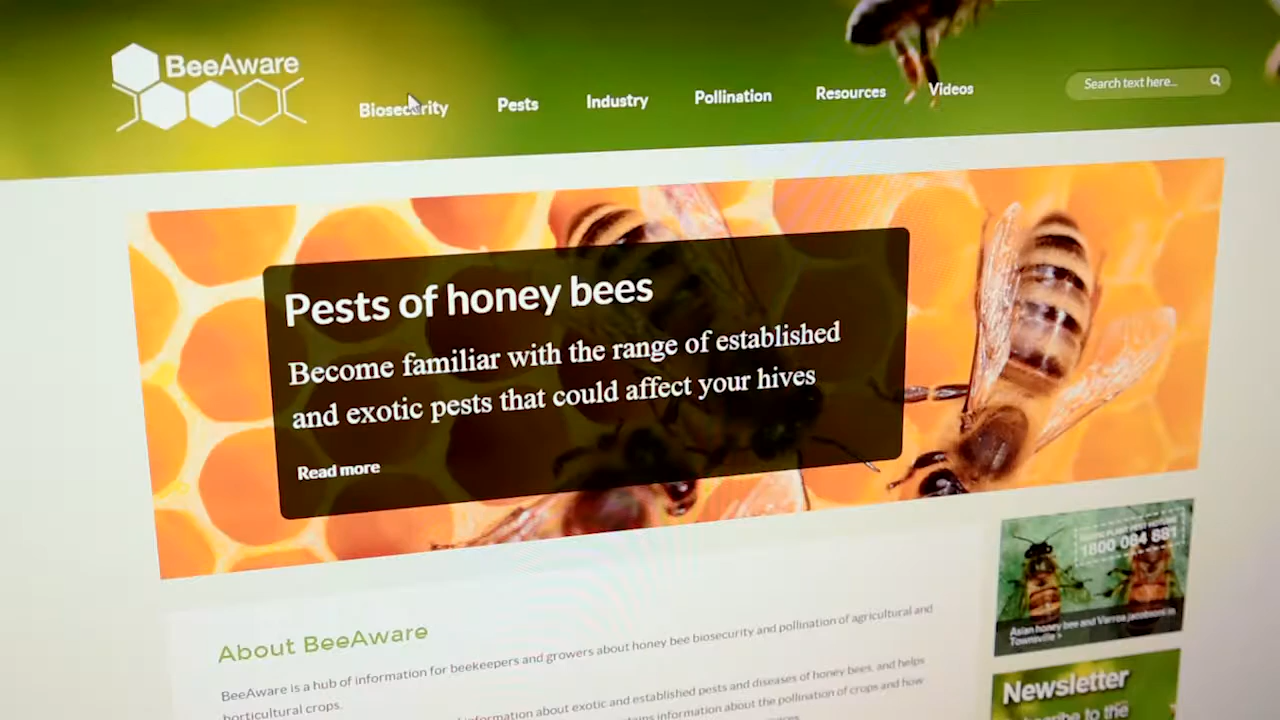 BeeAware
Biosecurity
Pests
Industry
Pollination
Resources
Videos
Search text here...
Pests of honey bees
Become familiar with the range of established
and exotic pests that could affect your hives
Read more
1800 084 881
Asian honey bee and Varroa jacobsoni in
Townsville >
About BeeAware
BeeAware is a hub of information for beekeepers and growers about honey bee biosecurity and pollination of agricultural and
horticultural crops.
information about exotic and established pests and diseases of honey bees, and helps
information about the pollination of crops and how
Newsletter
to the